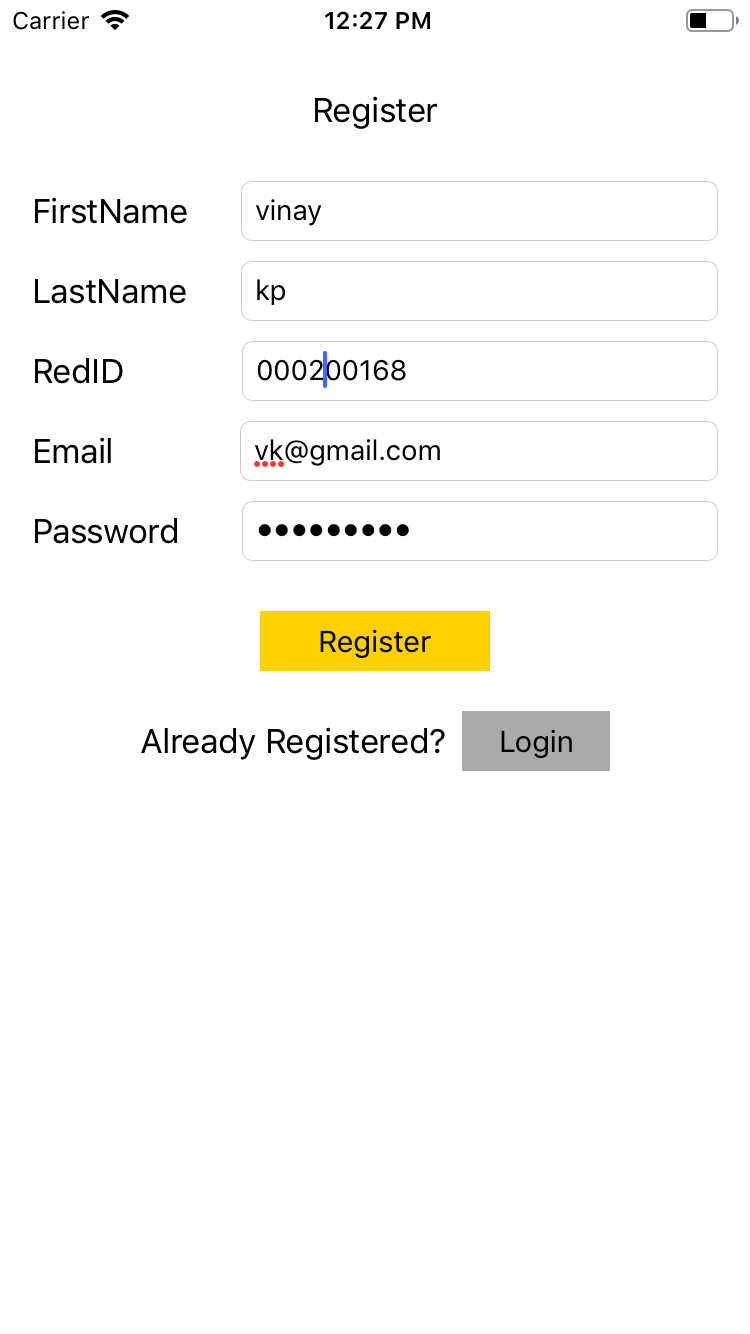 Carrier 12:27 PM
Register
FirstName vinay
LastName kp
RedID 000200168
Email vk@gmail.com
Password •••••••••
Register
Already Registered? Login